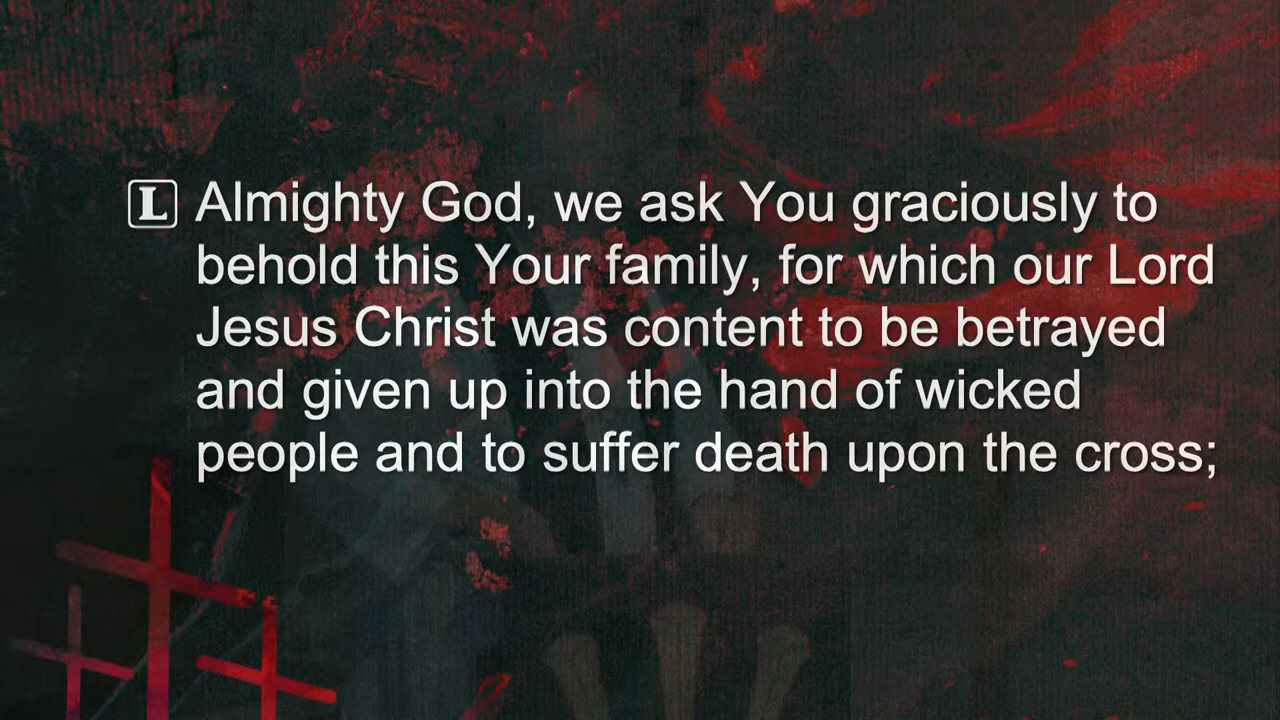 L Almighty God, we ask You graciously to
behold this Your family, for which our Lord
Jesus Christ was content to be betrayed
and given up into the hand of wicked
people and to suffer death upon the cross;